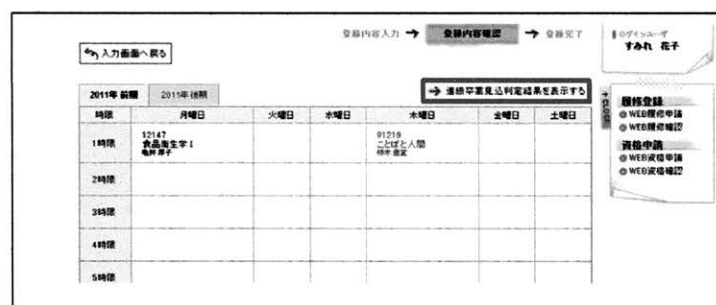 登録内容入力 → 登録内容確認 → 登録完了
入力画面へ戻る
ログインユーザ
すみれ 花子
2011年 前期
2011年 後期
→ 進級卒業見込判定結果を表示する
時限 月曜日 火曜日 水曜日 木曜日 金曜日 土曜日
1時限
12147
食品衛生学1
01219
ことばと人間
2時限
3時限
4時限
5時限
履修登録
WEB履修申請
WEB履修確認
資格申請
WEB資格申請
WEB資格確認